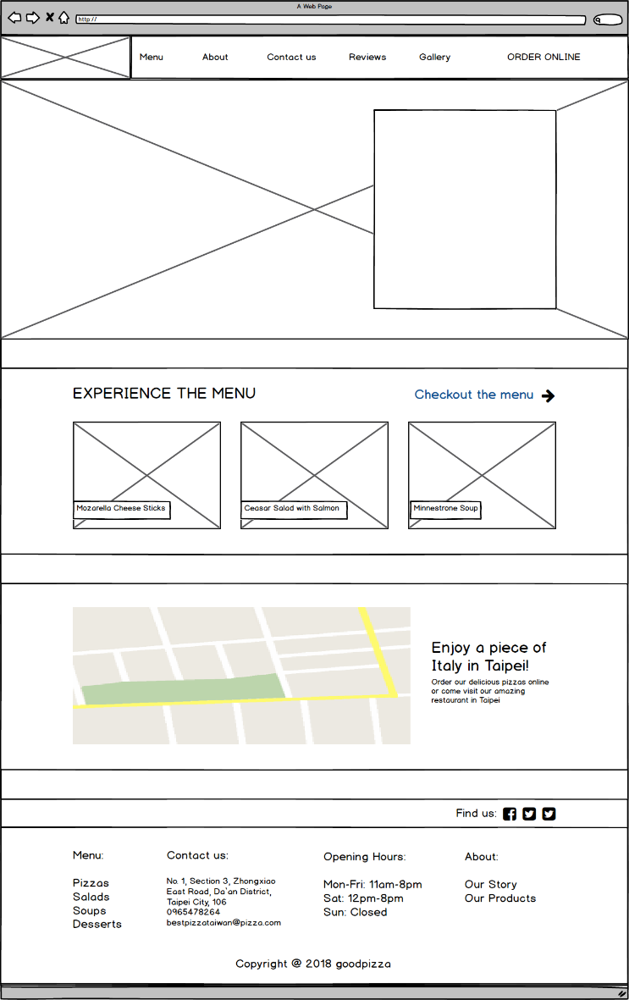 A Web Page
http://
Menu About Contact us Reviews Gallery ORDER ONLINE
EXPERIENCE THE MENU
Checkout the menu
Mozarella Cheese Sticks
Ceasar Salad with Salmon
Minnestrone Soup
Enjoy a piece of
Italy in Taipei!
Order our delicious pizzas online
or come visit our amazing
restaurant in Taipei
Find us:
Menu:
Pizzas
Salads
Soups
Desserts
Contact us:
No. 1, Section 3, Zhongxiao
East Road, Da'an District,
Taipei City, 106
0965478264
bestpizzataiwan@pizza.com
Opening Hours:
Mon-Fri: 11am-8pm
Sat: 12pm-8pm
Sun: Closed
About:
Our Story
Our Products
Copyright @ 2018 goodpizza